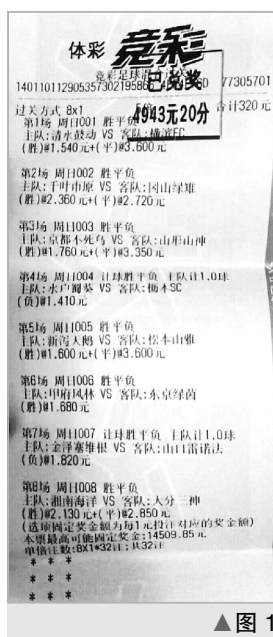 体彩 竞彩
已兑奖
77305701
4943元20分
过关方式 8x1
合计320元
第1场 周日001 胜平负
主队:清水鼓动 VS 客队:横滨FC
(胜)@1.540元+(平)@3.600元
第2场 周日002 胜平负
主队:千叶市原 VS 客队:冈山绿雉
(胜)@2.360元+(平)@2.720元
第3场 周日003 胜平负
主队:京都不死鸟 VS 客队:山形山神
(胜)@1.760元+(平)@3.350元
第4场 周日004 让球胜平负 主队让1.0球
主队:水户蜀葵 VS 客队:枥木SC
(负)@1.410元
第5场 周日005 胜平负
主队:新泻天鹅 VS 客队:松本山雅
(胜)@1.600元+(平)@3.600元
第6场 周日006 胜平负
主队:甲府风林 VS 客队:东京绿茵
(胜)@1.680元
第7场 周日007 让球胜平负 主队让1.0球
主队:金泽塞维根 VS 客队:山口雷诺法
(负)@1.820元
第8场 周日008 胜平负
主队:湘南海洋 VS 客队:大分三神
(胜)@2.130元+(平)@2.850元
(选项固定奖金额为每1元投注对应的奖金额)
本票最高可能固定奖金:14509.85元
单倍注数:8X1*32注;共32注
* * *
* * *
* * *
▲图 1